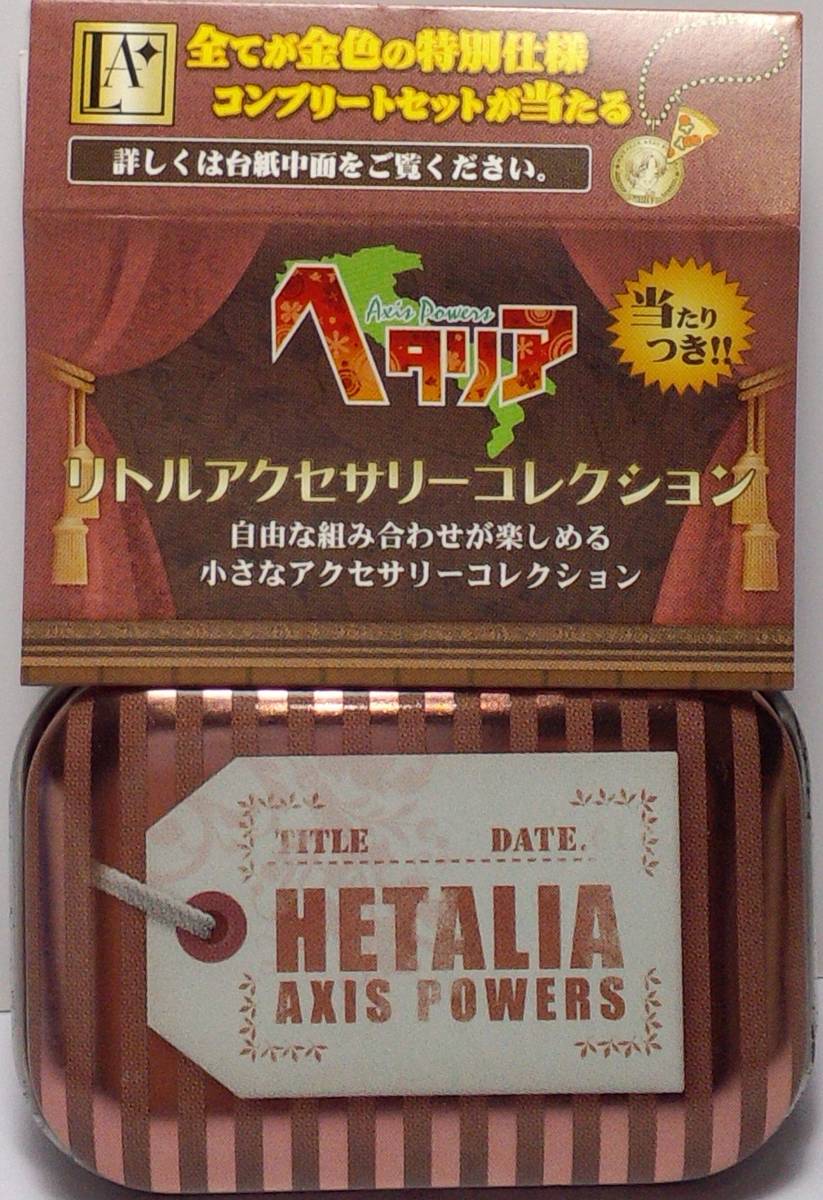 LA
全てが金色の特別仕様
コンプリートセットが当たる
詳しくは台紙中面をご覧ください。
Axis Powers
ヘタリア
当たり
つき!!
リトルアクセサリーコレクション
自由な組み合わせが楽しめる
小さなアクセサリーコレクション
TITLE DATE.
HETALIA
AXIS POWERS